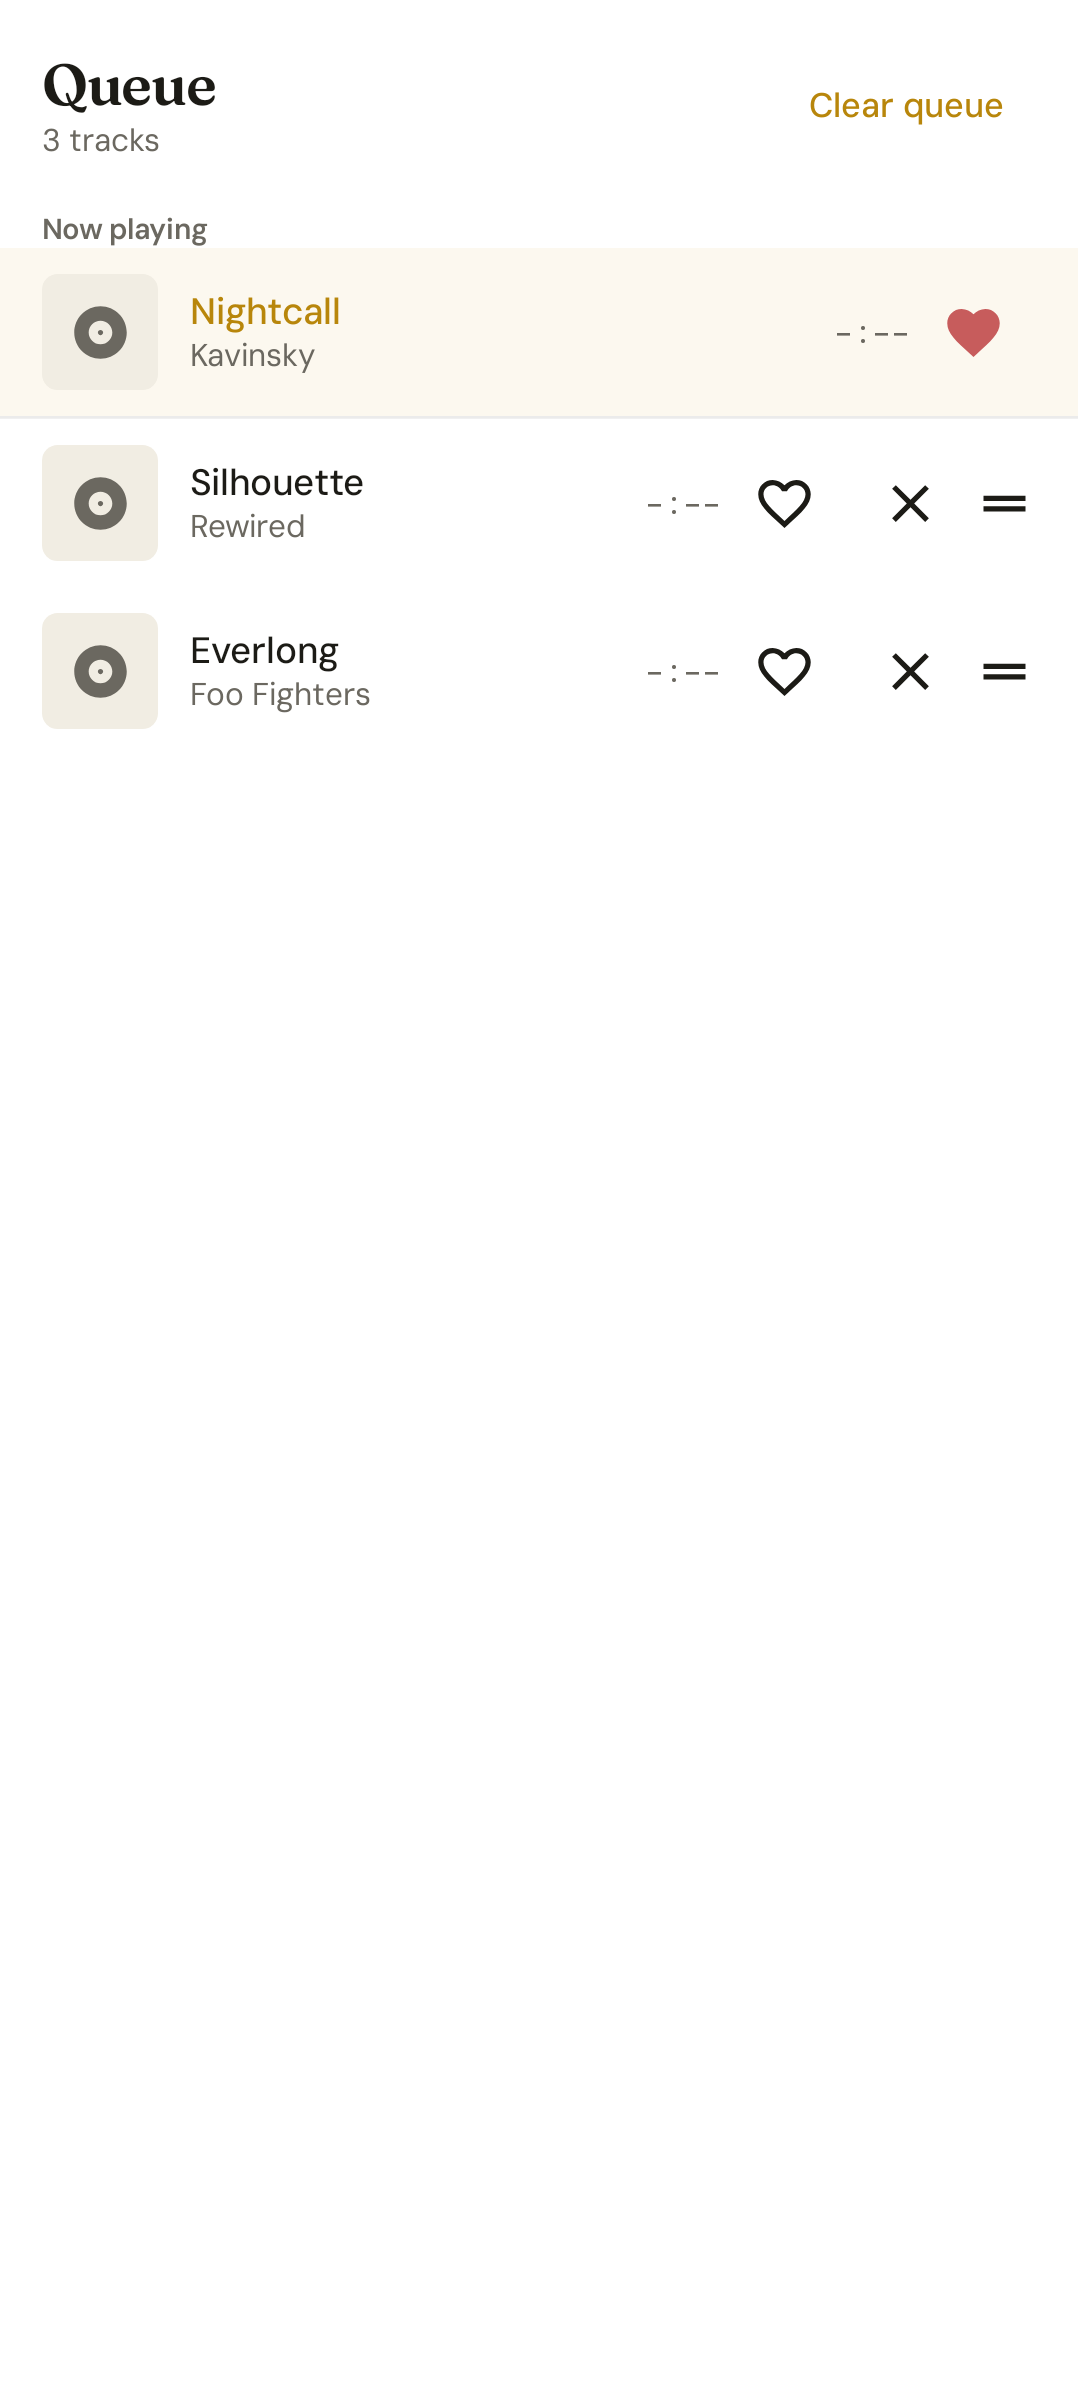 Queue
3 tracks
Clear queue
Now playing
Nightcall
Kavinsky
-:--
Silhouette
Rewired
-:--
Everlong
Foo Fighters
-:--